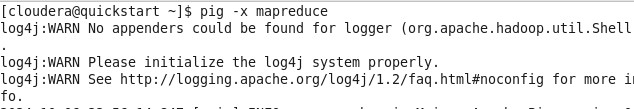 [cloudera@quickstart ~]$ pig -x mapreduce
log4j:WARN No appenders could be found for logger (org.apache.hadoop.util.Shell
.
log4j:WARN Please initialize the log4j system properly.
log4j:WARN See http://logging.apache.org/log4j/1.2/faq.html#noconfig for more in
fo.